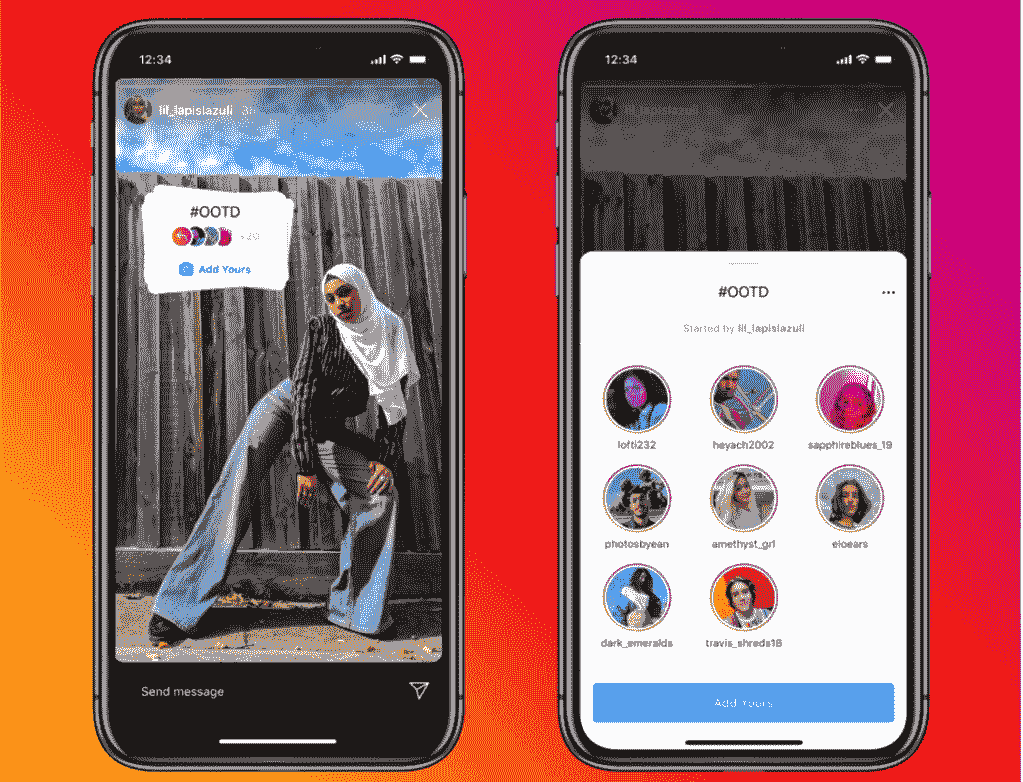 12:34
lil_lapislazuli 3h
#OOTD
+20
Add Yours
Send message
12:34
#OOTD
Started by lil_lapislazuli
lofti232
heyach2002
sapphireblues_19
photosbyean
amethyst_grl
eloears
dark_emeralds
travis_shreds18
Add Yours